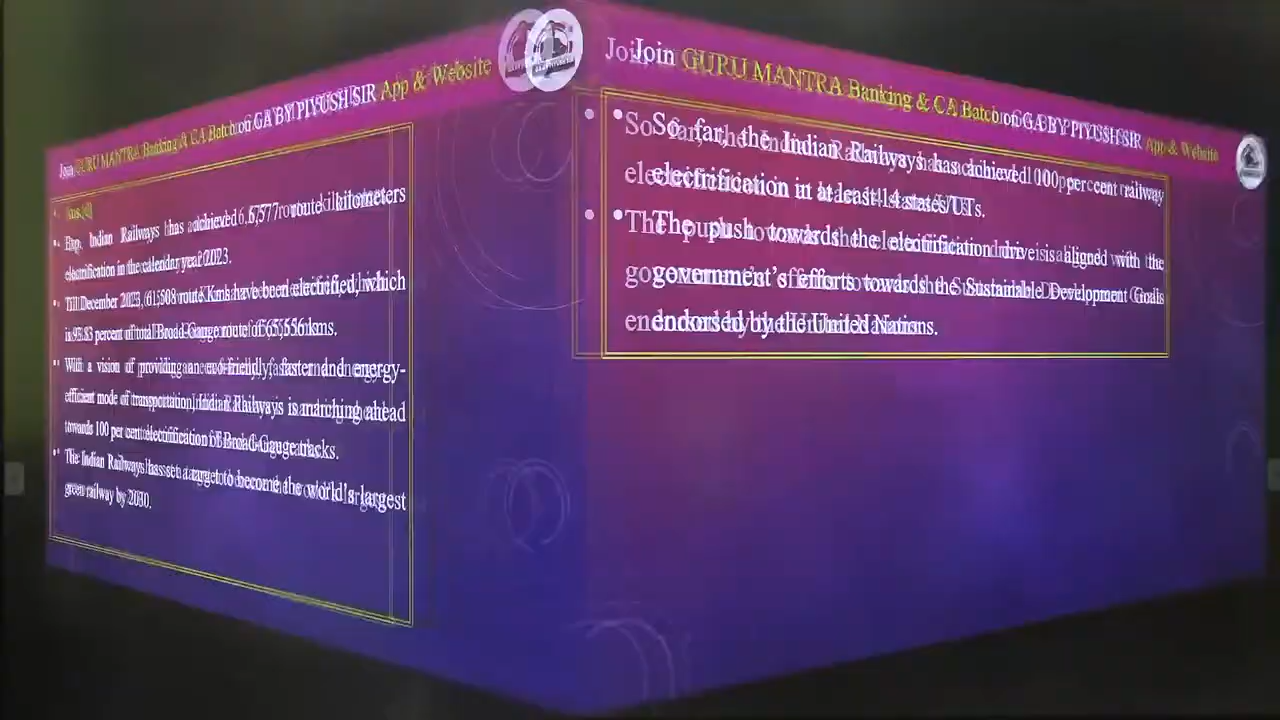 Join GURU MANTRA Banking & CA Batch on GA BY PIYUSH SIR App & Website
Ans.(d)
• Exp. Indian Railways has achieved 6,577 route kilometers
electrification in the calendar year 2023.
• Till December 2023, 61,508 route Kms have been electrified, which
is 93.83 percent of total Broad Gauge route of 65,556 kms.
• With a vision of providing an eco-friendly, faster and energy-
efficient mode of transportation, Indian Railways is marching ahead
towards 100 per cent electrification of Broad Gauge tracks.
• The Indian Railways has set a target to become the world's largest
green railway by 2030.
Join GURU MANTRA Banking & CA Batch on GA BY PIYUSH SIR App & Website
• So far, the Indian Railways has achieved 100 per cent railway
electrification in at least 14 states/UTs.
• The push towards the electrification drive is aligned with the
government's efforts towards the Sustainable Development Goals
endorsed by the United Nations.